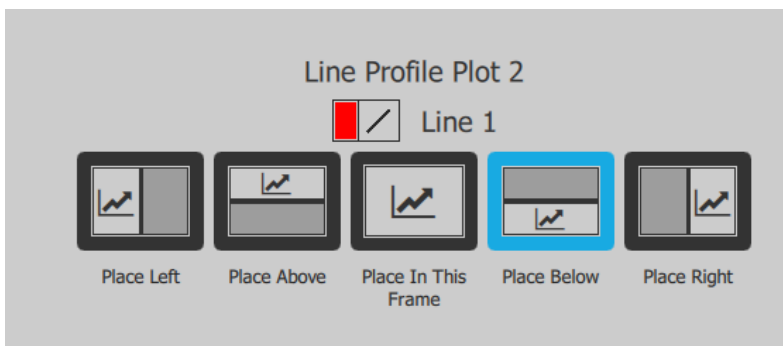 Line Profile Plot 2
Line 1
Place Left
Place Above
Place In This
Frame
Place Below
Place Right